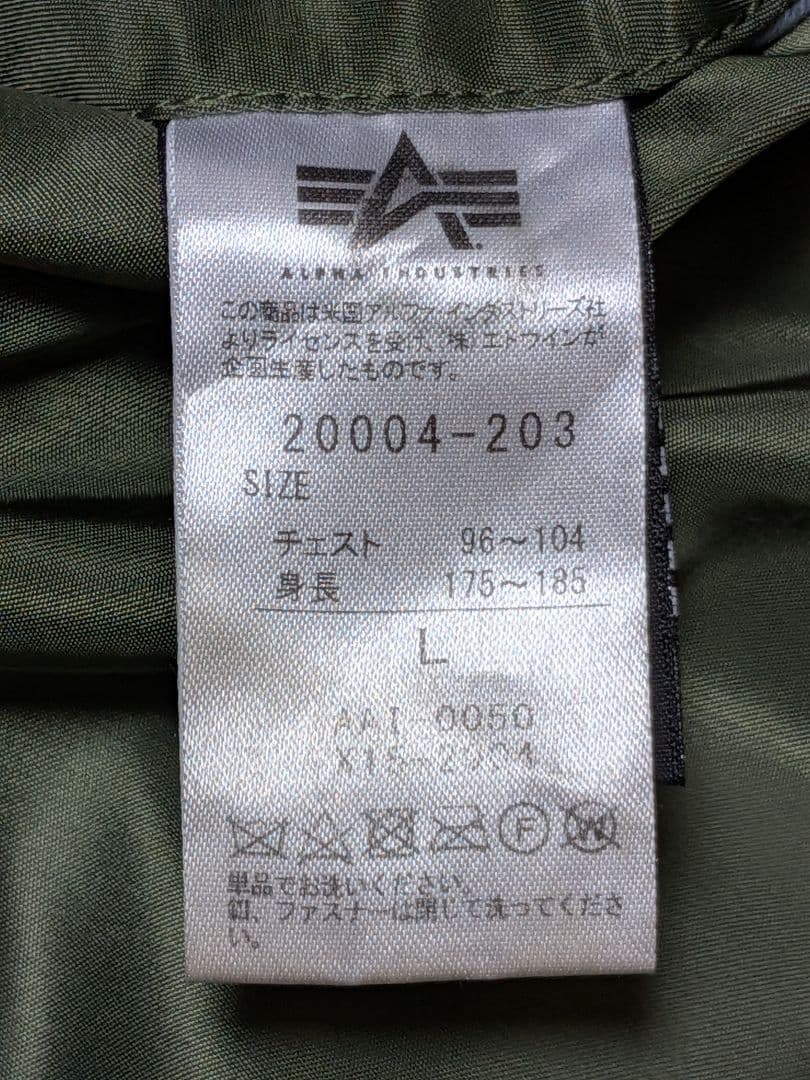 ALPHA INDUSTRIES
この商品は米国アルファ インダストリーズ社
よりライセンスを受け、㈱ エドウインが
企画生産したものです。
20004-203
SIZE
チェスト 96～104
身長 175～185
L
AAI-0050
F
W
単品でお洗いください。
釦、ファスナーは閉じて洗ってくださ
い。